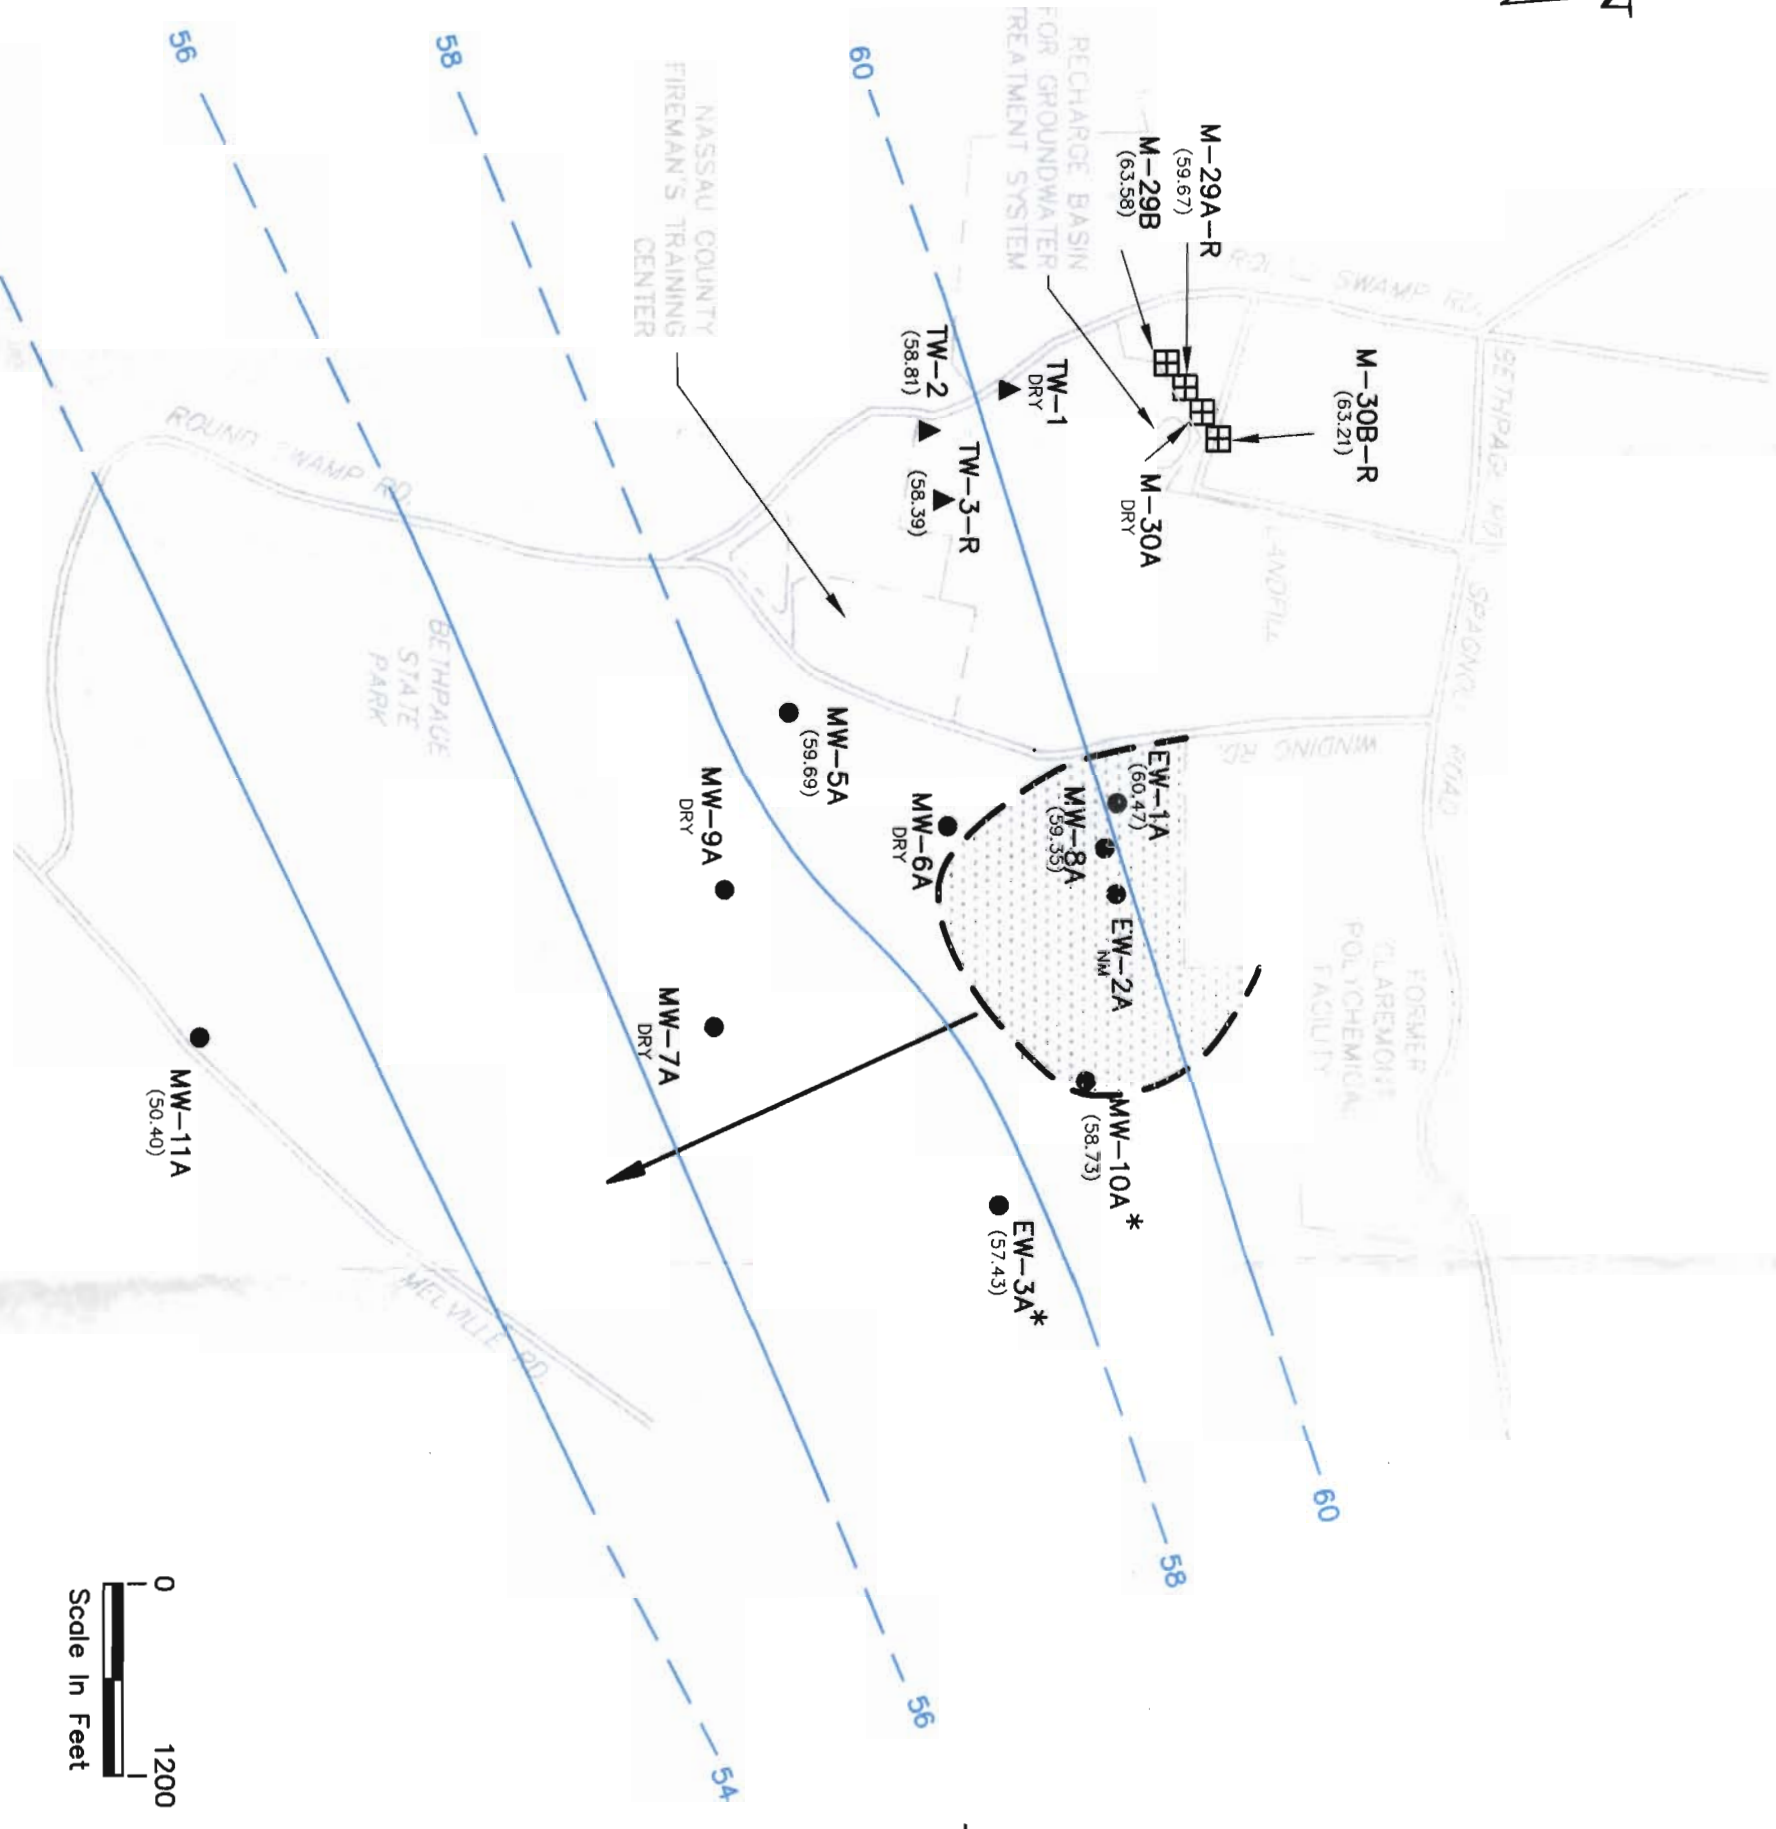 N
56
58
60
RECHARGE BASIN
FOR GROUNDWATER
TREATMENT SYSTEM
NASSAU COUNTY
FIREMAN'S TRAINING
CENTER
M-29A-R
(59.67)
M-29B
(63.58)
M-30B-R
(63.21)
M-30A
DRY
TW-1
DRY
TW-2
(58.81)
TW-3-R
(58.39)
SWAMP RD.
BETHPAGE
SPAGNOLI
ROAD
LANDFILL
WINDING RD.
ROUND SWAMP RD.
BETHPAGE
STATE
PARK
MW-5A
(59.69)
MW-9A
DRY
MW-6A
DRY
EW-1A
(60.47)
MW-8A
(59.35)
EW-2A
NM
FORMER
CLAREMONT
POLYCHEMICAL
FACILITY
MW-7A
DRY
MW-10A*
(58.73)
EW-3A*
(57.43)
MW-11A
(50.40)
MELVILLE RD.
60
58
56
54
0
1200
Scale In Feet